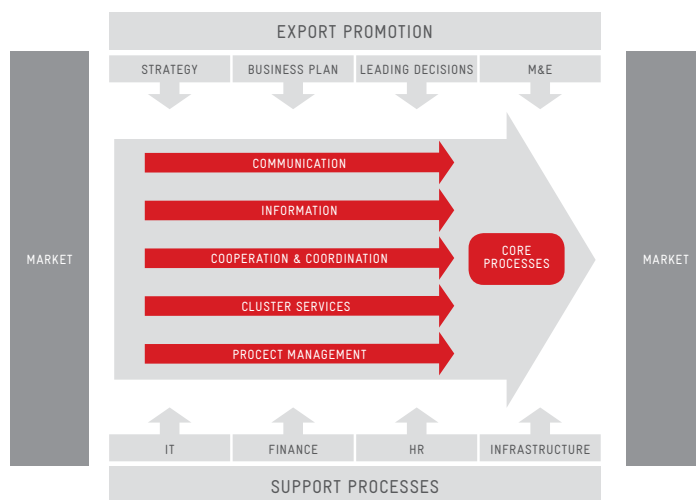 EXPORT PROMOTION
STRATEGY
BUSINESS PLAN
LEADING DECISIONS
M&E
COMMUNICATION
INFORMATION
MARKET
COOPERATION & COORDINATION
CORE
PROCESSES
MARKET
CLUSTER SERVICES
PROCECT MANAGEMENT
IT
FINANCE
HR
INFRASTRUCTURE
SUPPORT PROCESSES